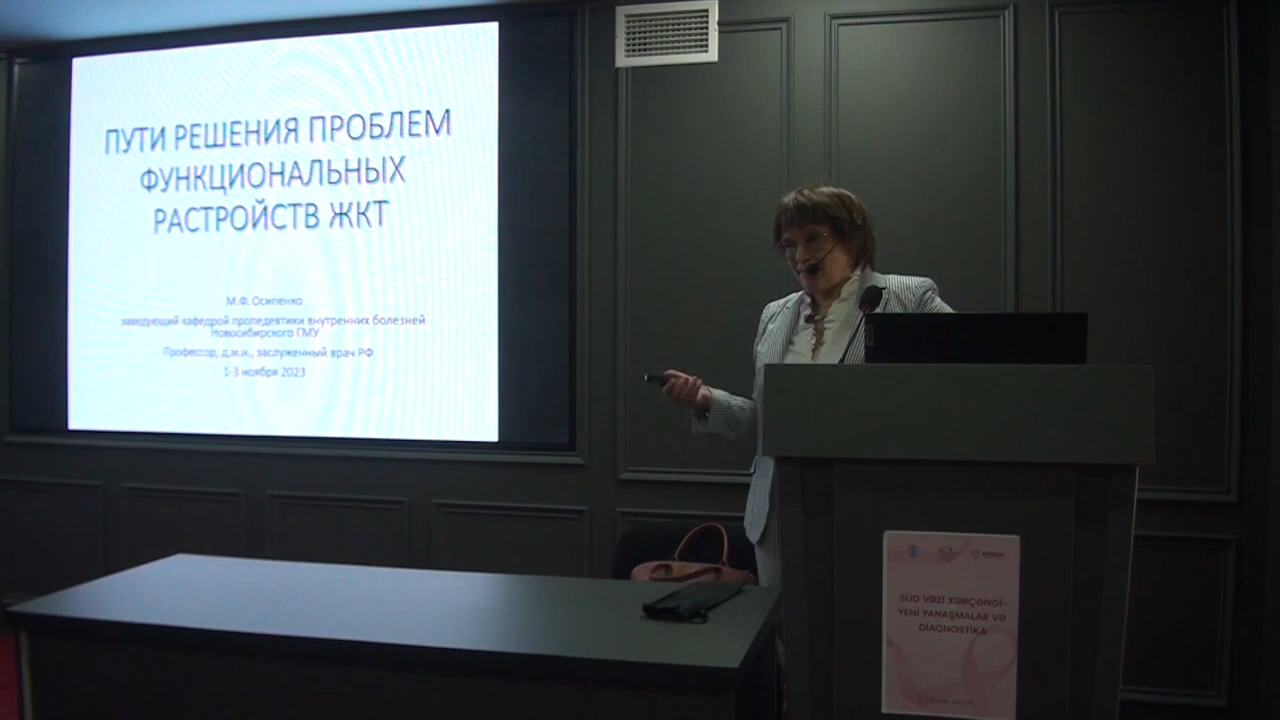 ПУТИ РЕШЕНИЯ ПРОБЛЕМ
ФУНКЦИОНАЛЬНЫХ
РАСТРОЙСТВ ЖКТ
М.Ф. Осипенко
заведующий кафедрой пропедевтики внутренних болезней
Новосибирского ГМУ
Профессор, д.м.н., заслуженный врач РФ
1-3 ноября 2023
SÜD VƏZİ XƏRÇƏNGİ-
YENİ YANAŞMALAR VƏ
DİAQNOSTİKA